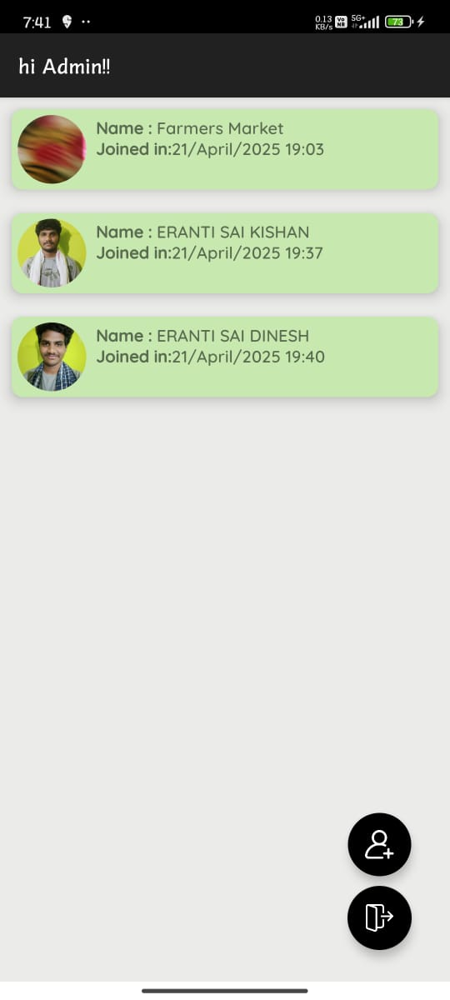 7:41
0.13 KB/s Vo NR 5G+ 73
hi Admin!!
Name : Farmers Market
Joined in:21/April/2025 19:03
Name : ERANTI SAI KISHAN
Joined in:21/April/2025 19:37
Name : ERANTI SAI DINESH
Joined in:21/April/2025 19:40